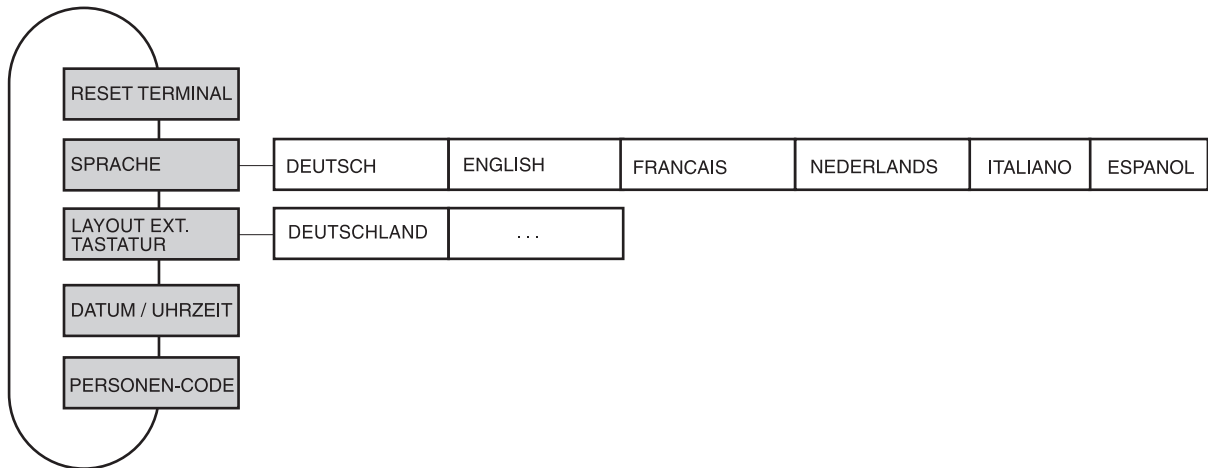 RESET TERMINAL
SPRACHE
DEUTSCH
ENGLISH
FRANCAIS
NEDERLANDS
ITALIANO
ESPANOL
LAYOUT EXT.
TASTATUR
DEUTSCHLAND
...
DATUM / UHRZEIT
PERSONEN-CODE